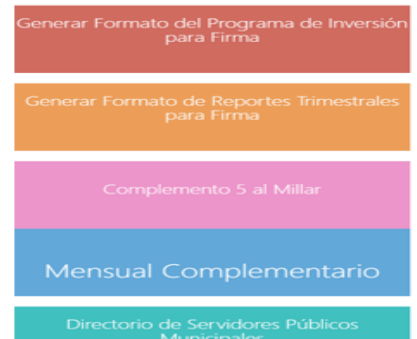 Generar Formato del Programa de Inversión
para Firma
Generar Formato de Reportes Trimestrales
para Firma
Complemento 5 al Millar
Mensual Complementario
Directorio de Servidores Públicos
Municipales